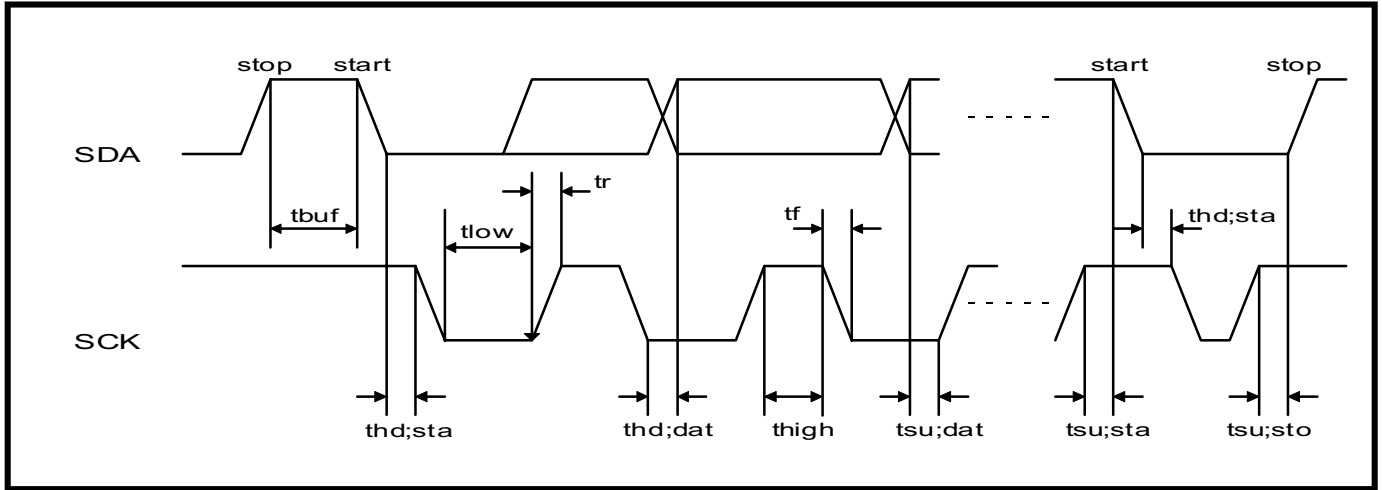 stop start start stop
SDA
tr
tbuf tlow tf thd;sta
SCK
thd;sta thd;dat thigh tsu;dat tsu;sta tsu;sto